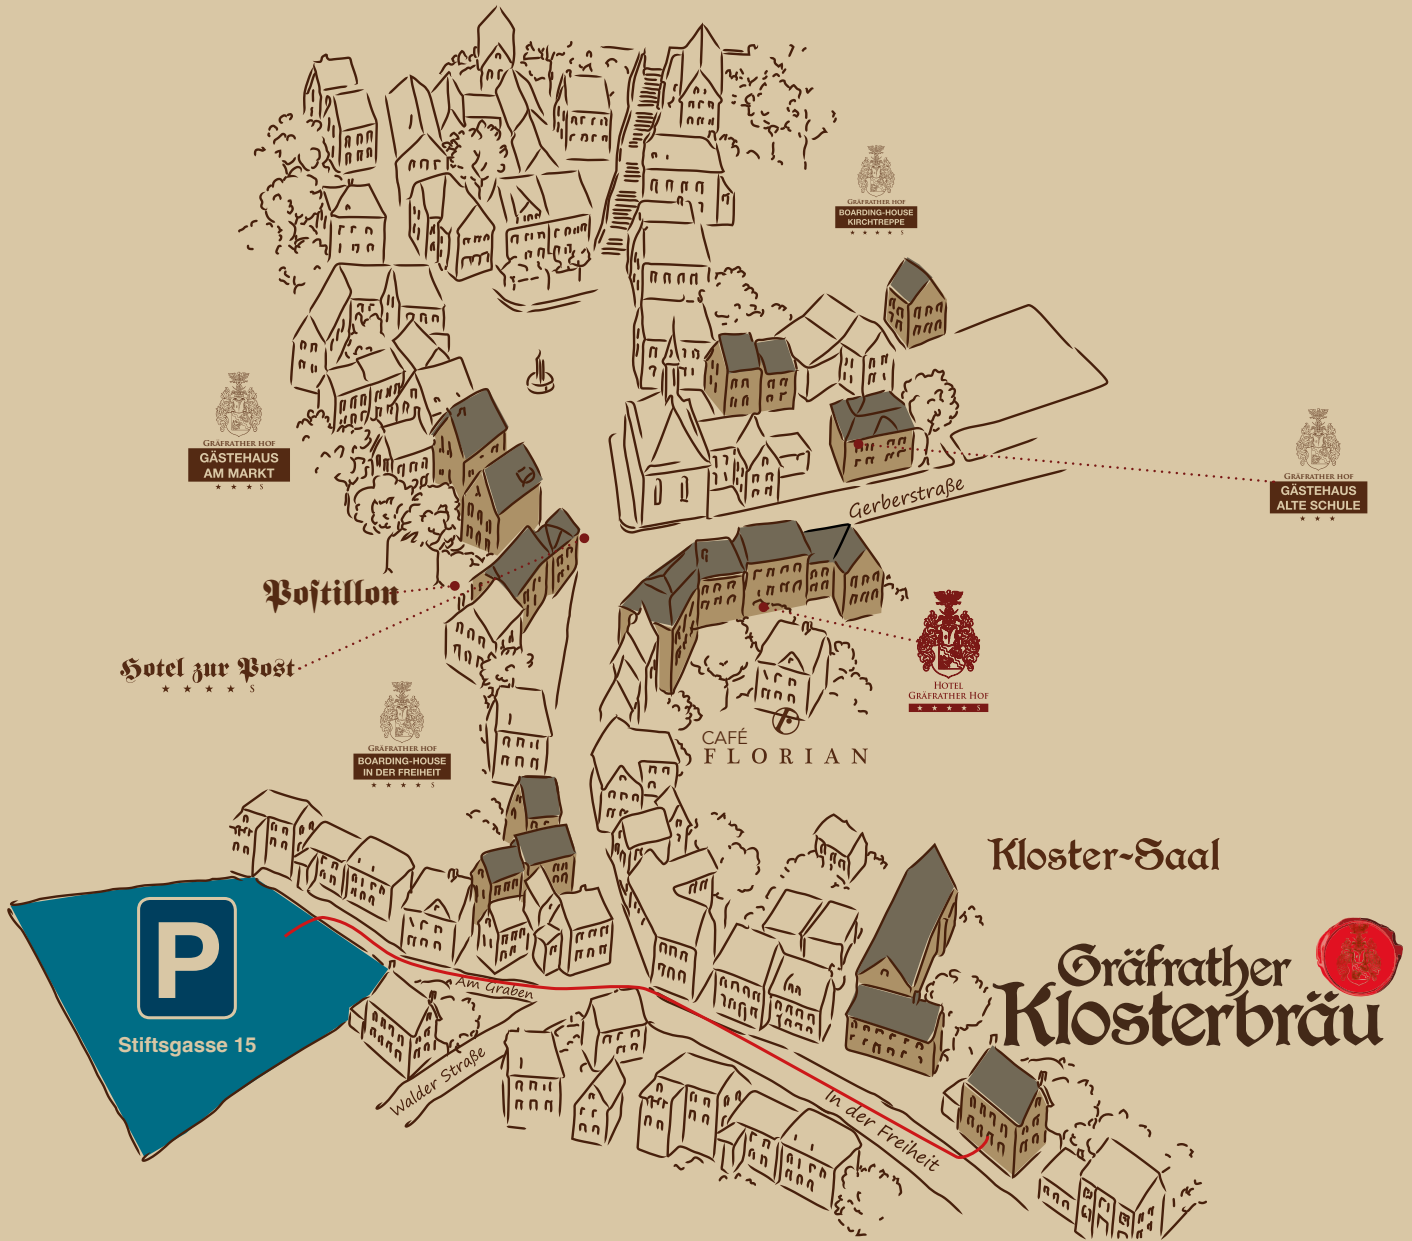 GRÄFRATHER HOF
BOARDING-HOUSE
KIRCHTREPPE
★ ★ ★ ★ S
GRÄFRATHER HOF
GÄSTEHAUS
AM MARKT
★ ★ ★ S
GRÄFRATHER HOF
GÄSTEHAUS
ALTE SCHULE
★ ★ ★
Gerberstraße
Poſtillon
Hotel zur Post
★ ★ ★ ★ S
HOTEL
GRÄFRATHER HOF
★ ★ ★ ★ S
GRÄFRATHER HOF
BOARDING-HOUSE
IN DER FREIHEIT
★ ★ ★ ★ S
CAFÉ
FLORIAN
Kloster-Saal
Gräfrather
Klosterbräu
P
Stiftsgasse 15
Am Graben
Walder Straße
In der Freiheit